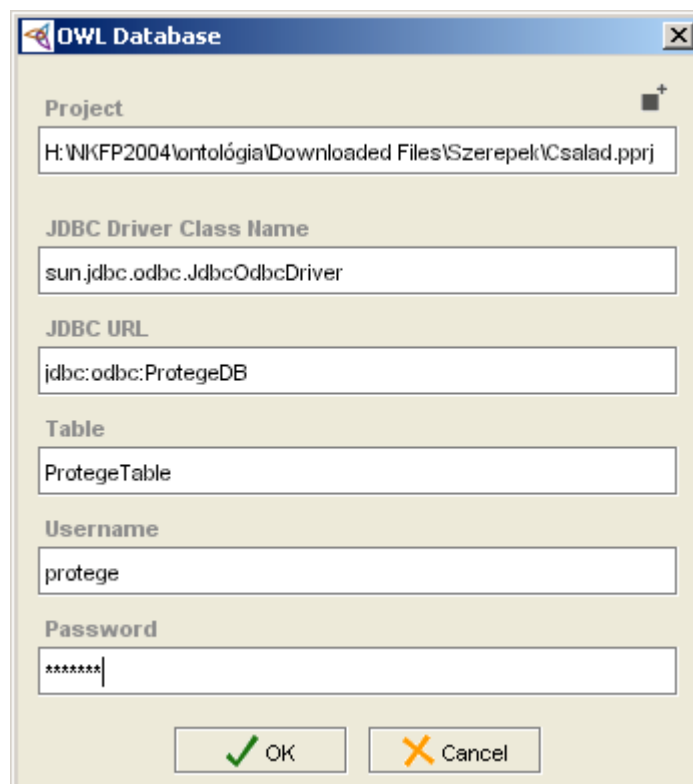 OWL Database
Project
H:\NKFP2004\ontológia\Downloaded Files\Szerepek\Csalad.pprj
JDBC Driver Class Name
sun.jdbc.odbc.JdbcOdbcDriver
JDBC URL
jdbc:odbc:ProtegeDB
Table
ProtegeTable
Username
protege
Password
*******
OK
Cancel